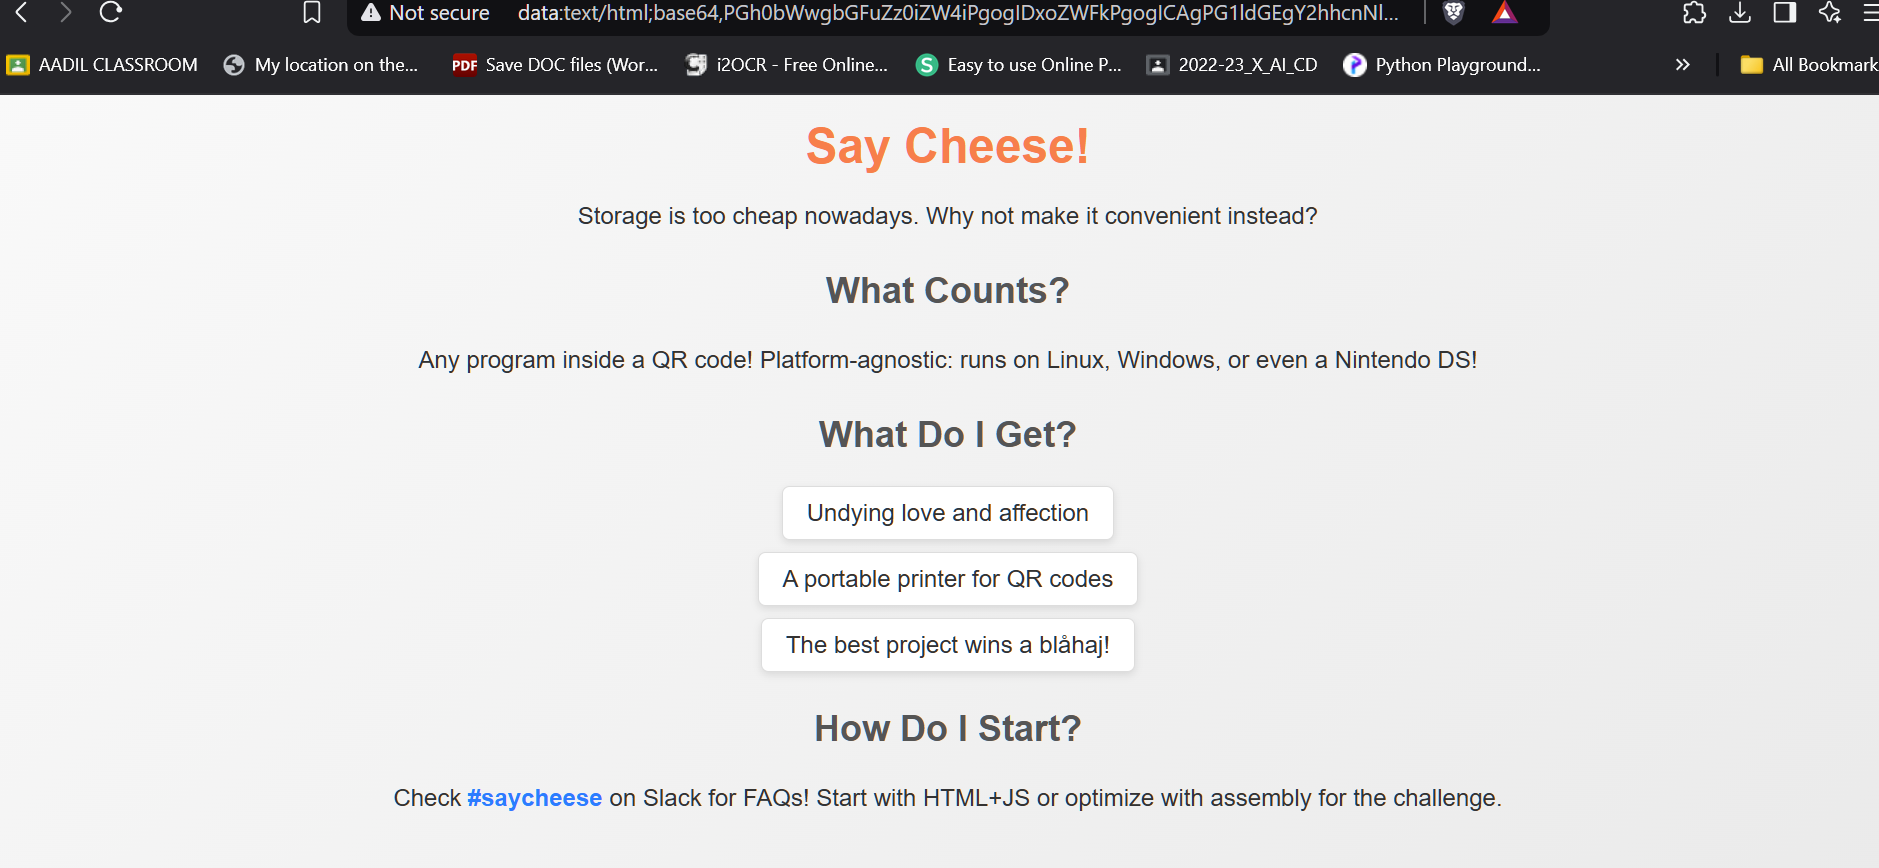 Not secure data:text/html;base64,PGh0bWwgbGFuZz0iZW4iPgogIDxoZWFkPgogICAgPG1ldGEgY2hhcnNl...
AADIL CLASSROOM My location on the... PDF Save DOC files (Wor... i2OCR - Free Online... S Easy to use Online P... 2022-23_X_AI_CD Python Playground... » All Bookmark
Say Cheese!
Storage is too cheap nowadays. Why not make it convenient instead?
What Counts?
Any program inside a QR code! Platform-agnostic: runs on Linux, Windows, or even a Nintendo DS!
What Do I Get?
Undying love and affection
A portable printer for QR codes
The best project wins a blåhaj!
How Do I Start?
Check #saycheese on Slack for FAQs! Start with HTML+JS or optimize with assembly for the challenge.